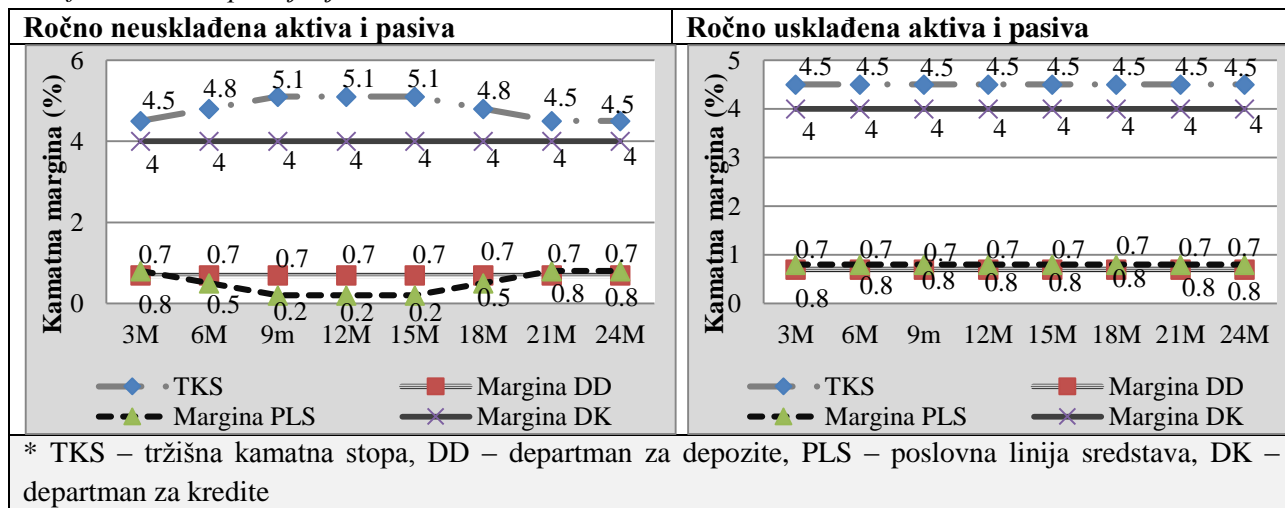 Ročno neusklađena aktiva i pasiva
Kamatna margina (%)
6
4
2
0
4.5 4.8 5.1 5.1 5.1 4.8 4.5 4.5
4 4 4 4 4 4 4 4
0.7 0.7 0.7 0.7 0.7 0.7 0.7 0.7
0.8 0.5 0.2 0.2 0.2 0.5 0.8 0.8
3M 6M 9m 12M 15M 18M 21M 24M
TKS Margina DD
Margina PLS Margina DK
Ročno usklađena aktiva i pasiva
Kamatna margina (%)
5
4
3
2
1
0
4.5 4.5 4.5 4.5 4.5 4.5 4.5 4.5
4 4 4 4 4 4 4 4
0.7 0.7 0.7 0.7 0.7 0.7 0.7 0.7
0.8 0.8 0.8 0.8 0.8 0.8 0.8 0.8
3M 6M 9m 12M 15M 18M 21M 24M
TKS Margina DD
Margina PLS Margina DK
* TKS – tržišna kamatna stopa, DD – departman za depozite, PLS – poslovna linija sredstava, DK –
departman za kredite